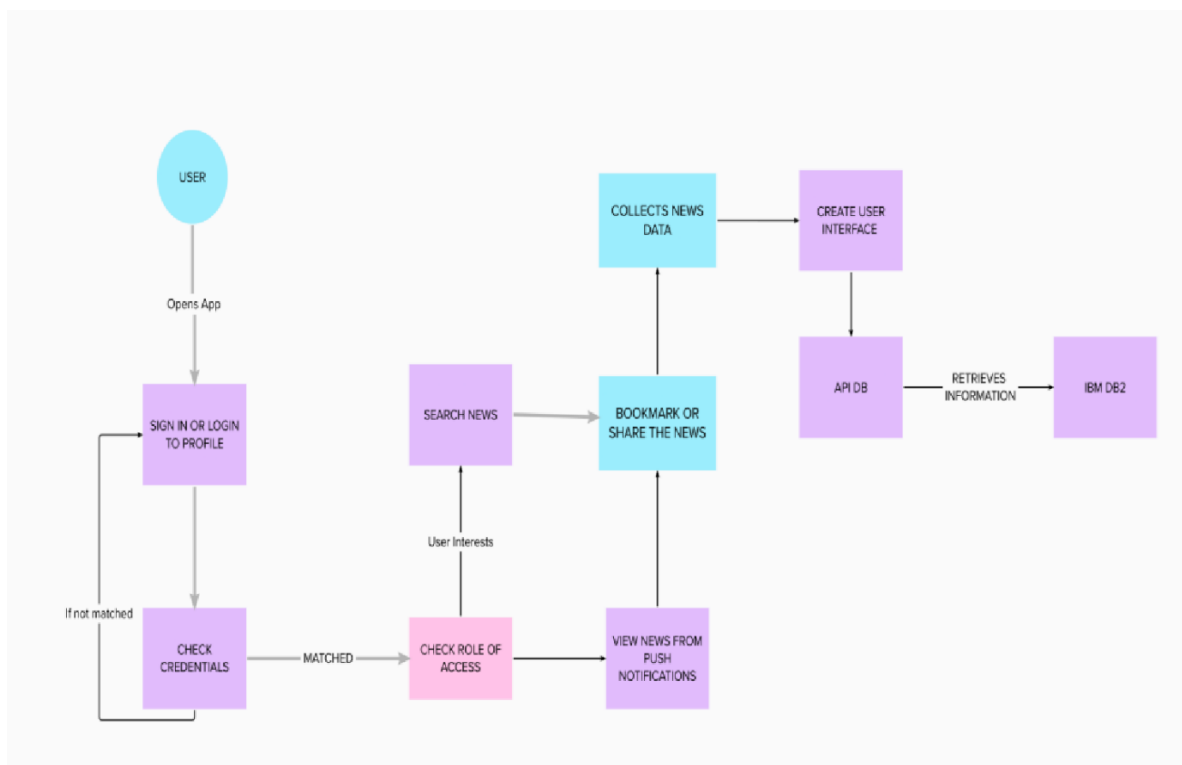 USER
Opens App
SIGN IN OR LOGIN
TO PROFILE
If not matched
CHECK
CREDENTIALS
MATCHED
CHECK ROLE OF
ACCESS
User Interests
SEARCH NEWS
VIEW NEWS FROM
PUSH
NOTIFICATIONS
BOOKMARK OR
SHARE THE NEWS
COLLECTS NEWS
DATA
CREATE USER
INTERFACE
API DB
RETRIEVES
INFORMATION
IBM DB2